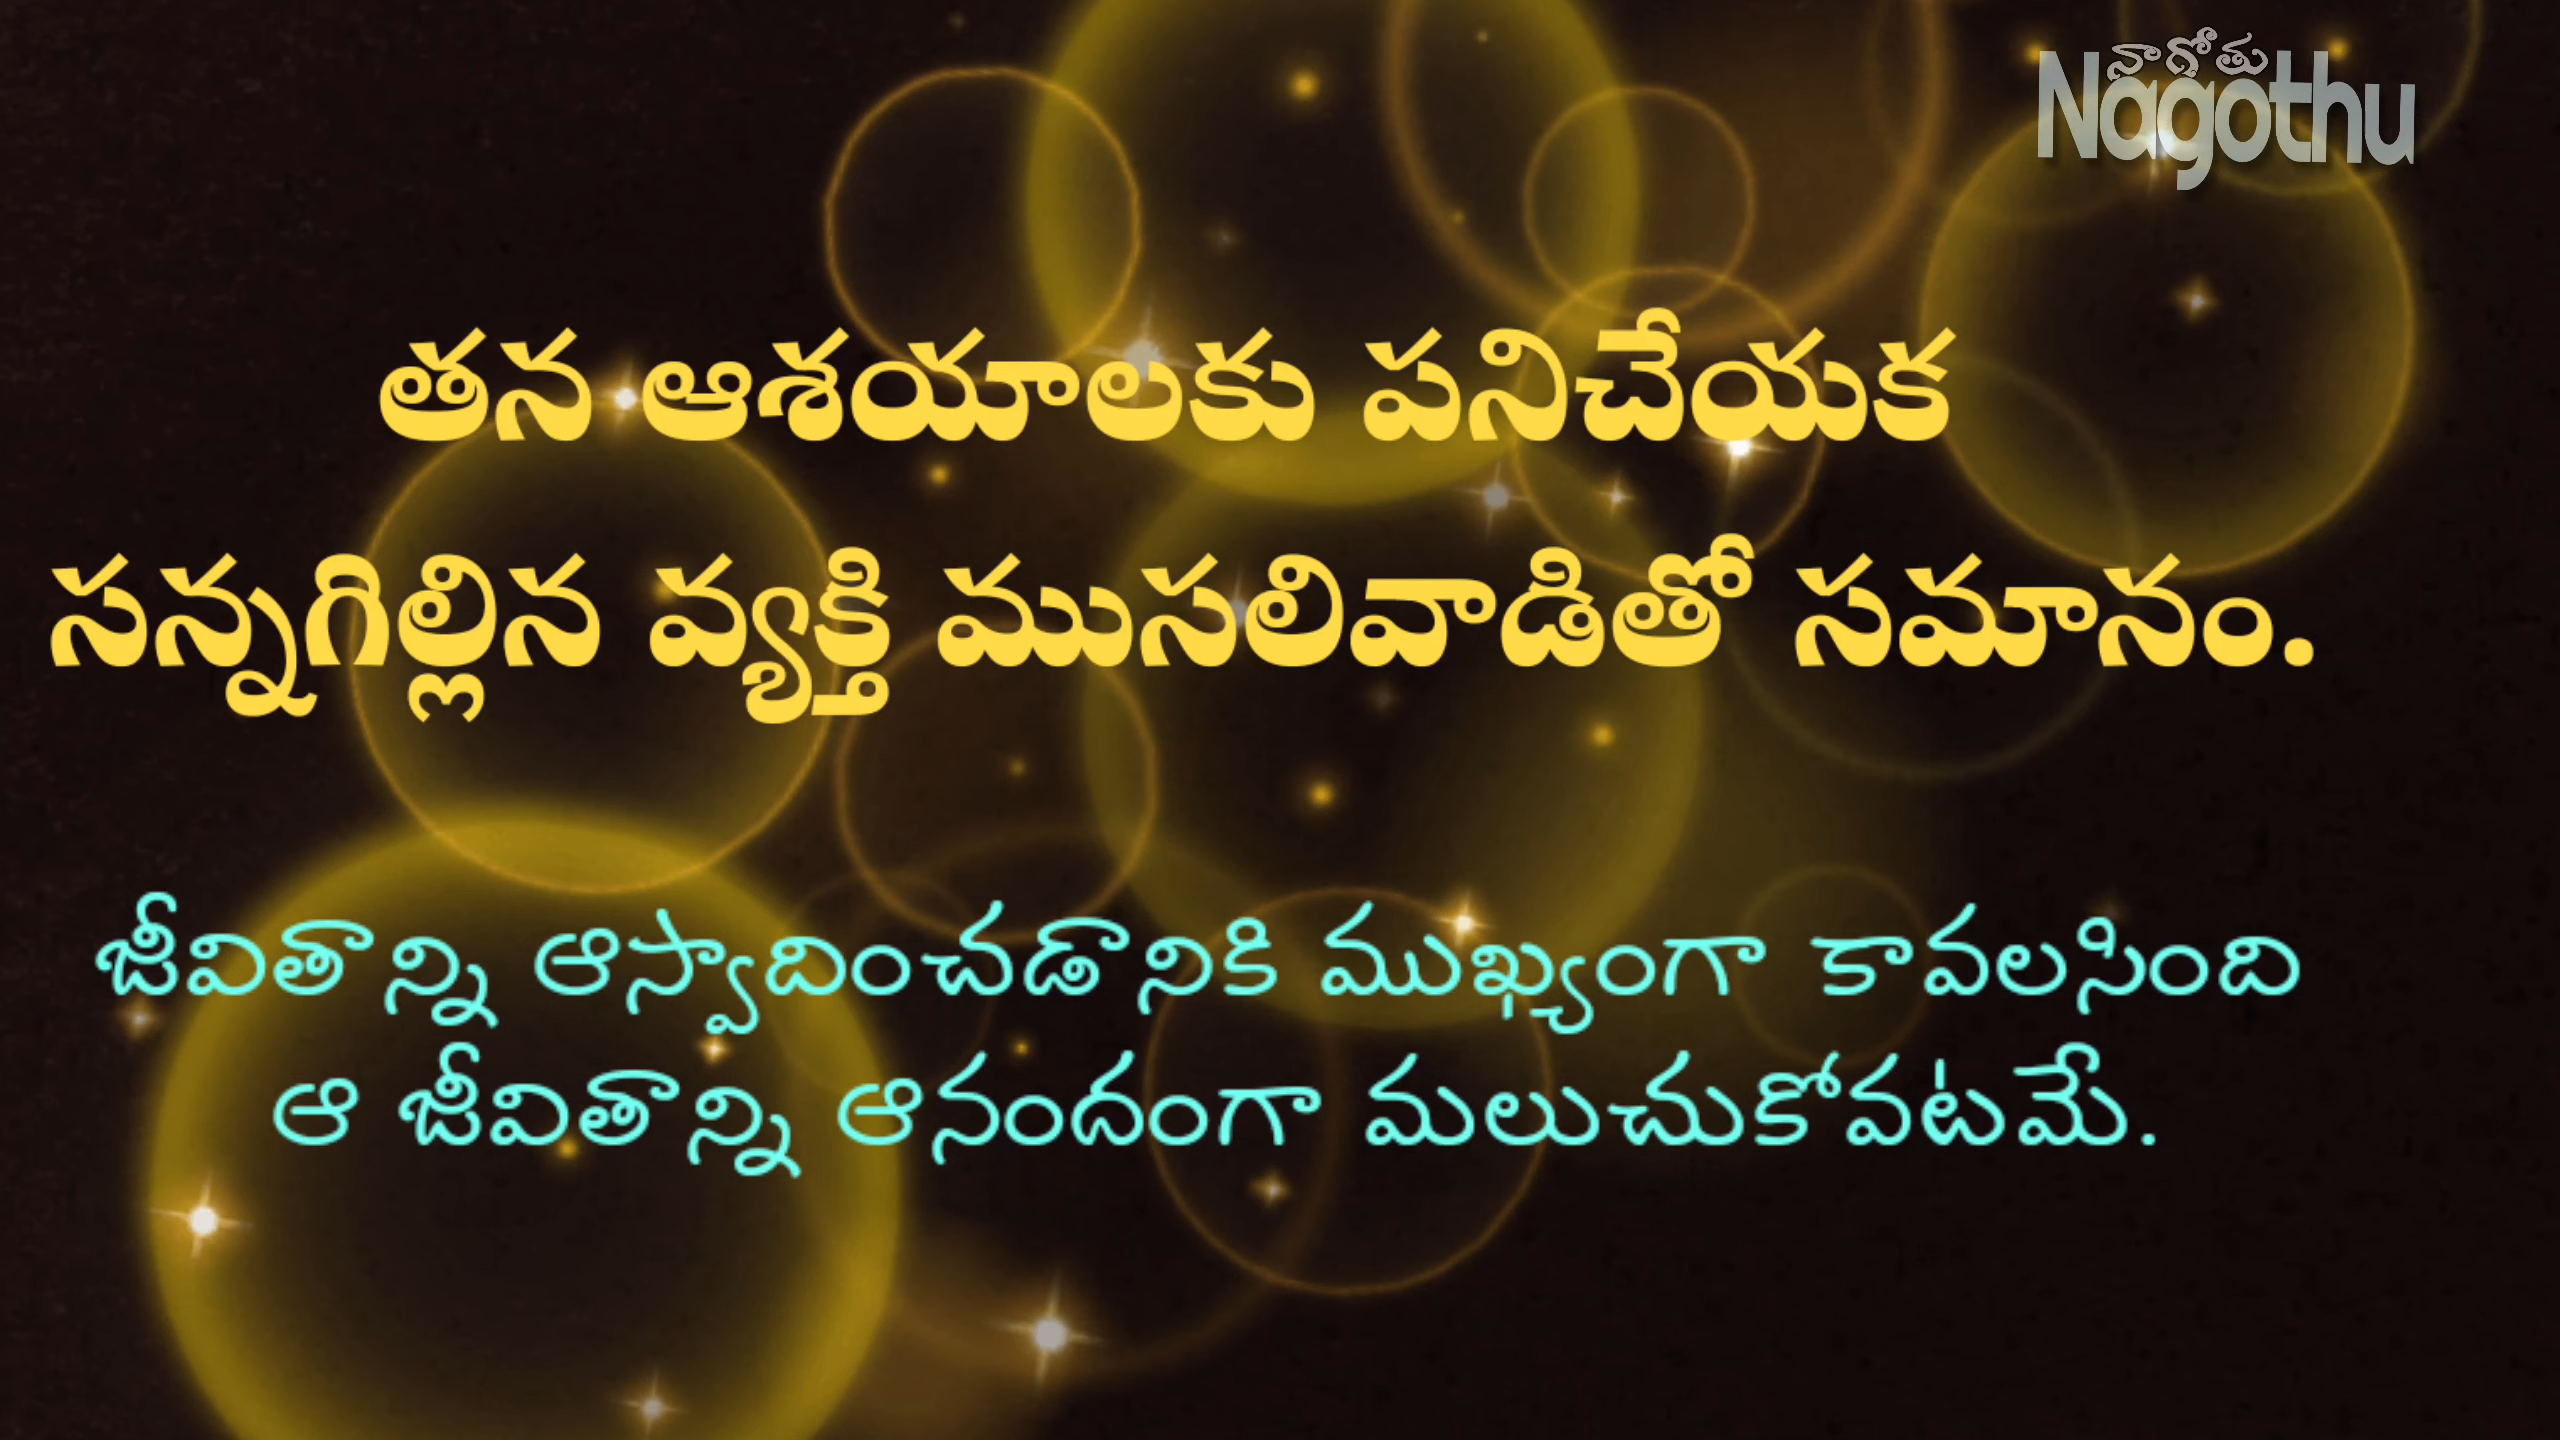 నాగోతు
Nagothu
తన ఆశయాలకు పనిచేయక
సన్నగిల్లిన వ్యక్తి ముసలివాడితో సమానం.
జీవితాన్ని ఆస్వాదించడానికి ముఖ్యంగా కావలసింది
ఆ జీవితాన్ని ఆనందంగా మలుచుకోవటమే.